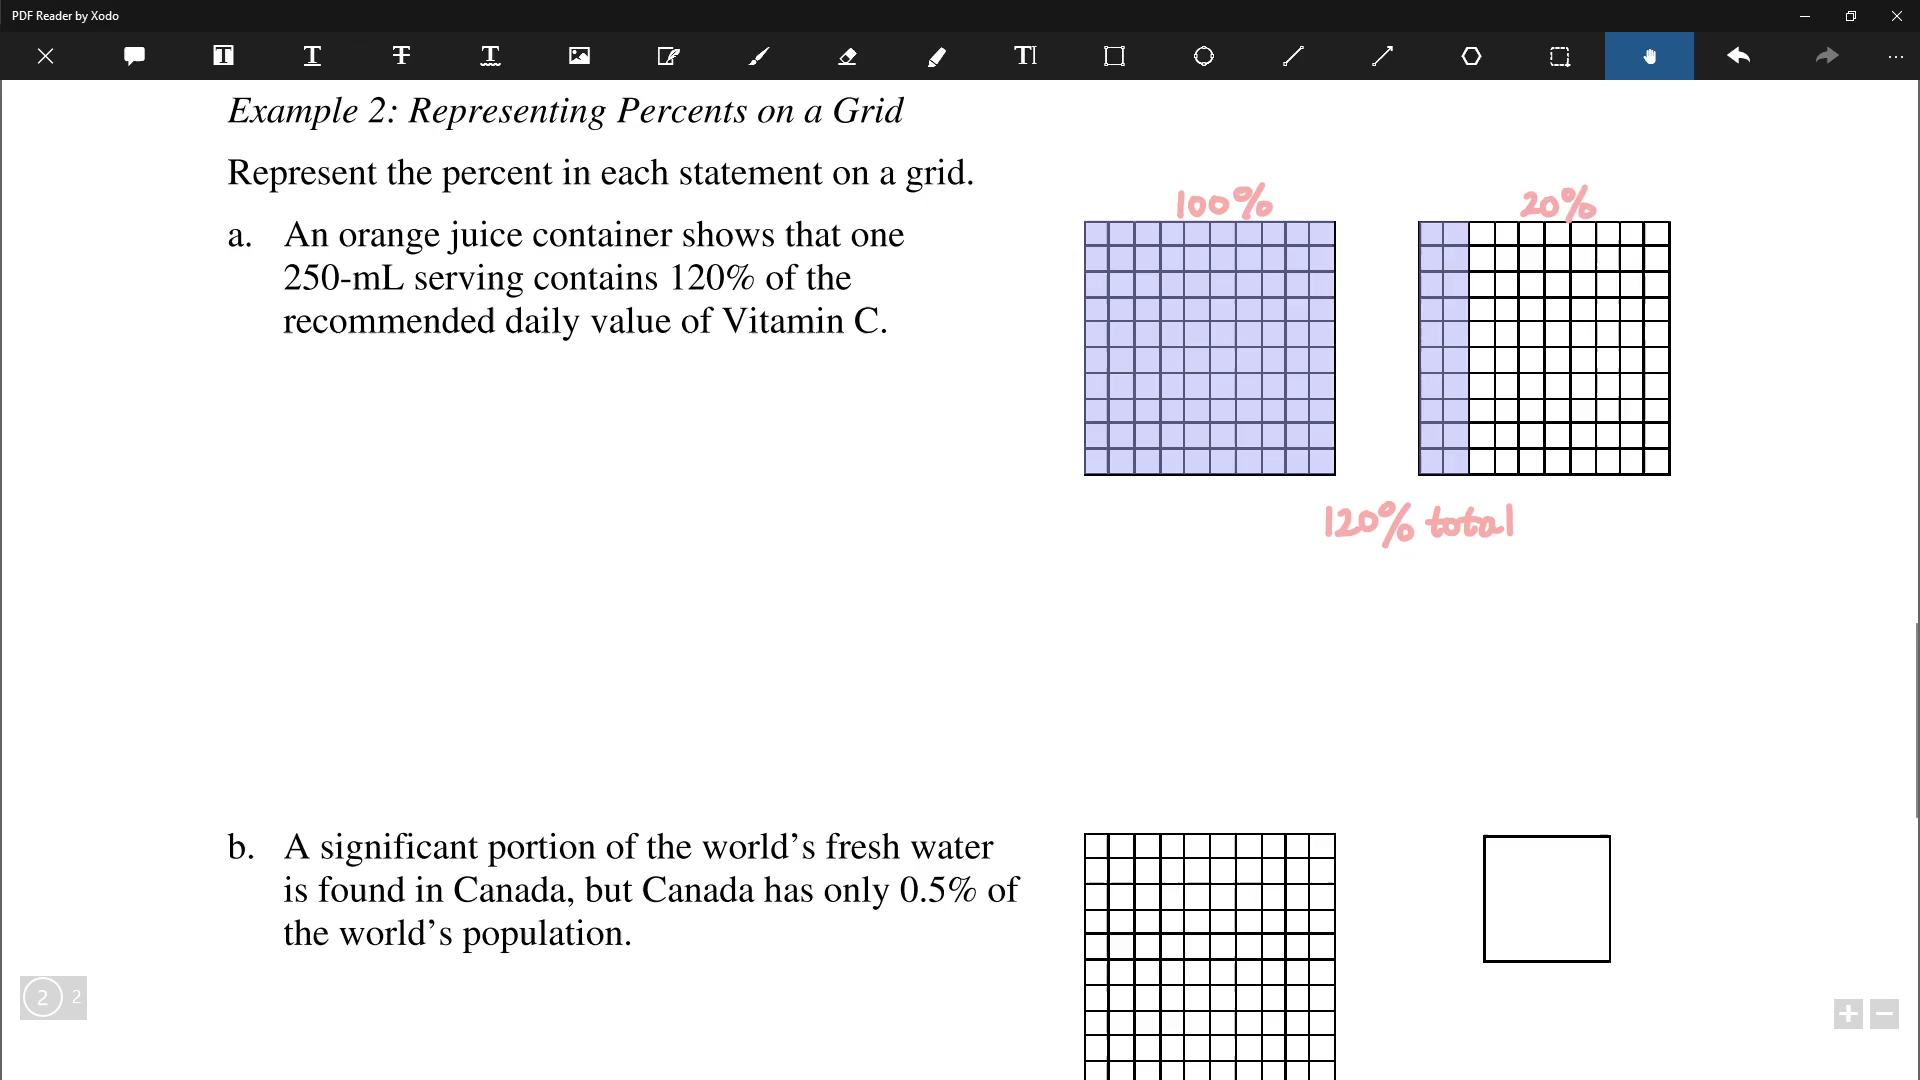 PDF Reader by Xodo
Example 2: Representing Percents on a Grid
Represent the percent in each statement on a grid.
100%
20%
a. An orange juice container shows that one
250-mL serving contains 120% of the
recommended daily value of Vitamin C.
120% total
b. A significant portion of the world’s fresh water
is found in Canada, but Canada has only 0.5% of
the world’s population.
2 2